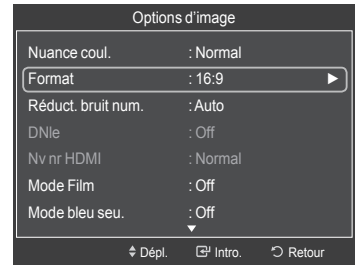 Options d'image
Nuance coul. : Normal
Format : 16:9
Réduct. bruit num. : Auto
DNIe : Off
Nv nr HDMI : Normal
Mode Film : Off
Mode bleu seu. : Off
Dépl. Intro. Retour